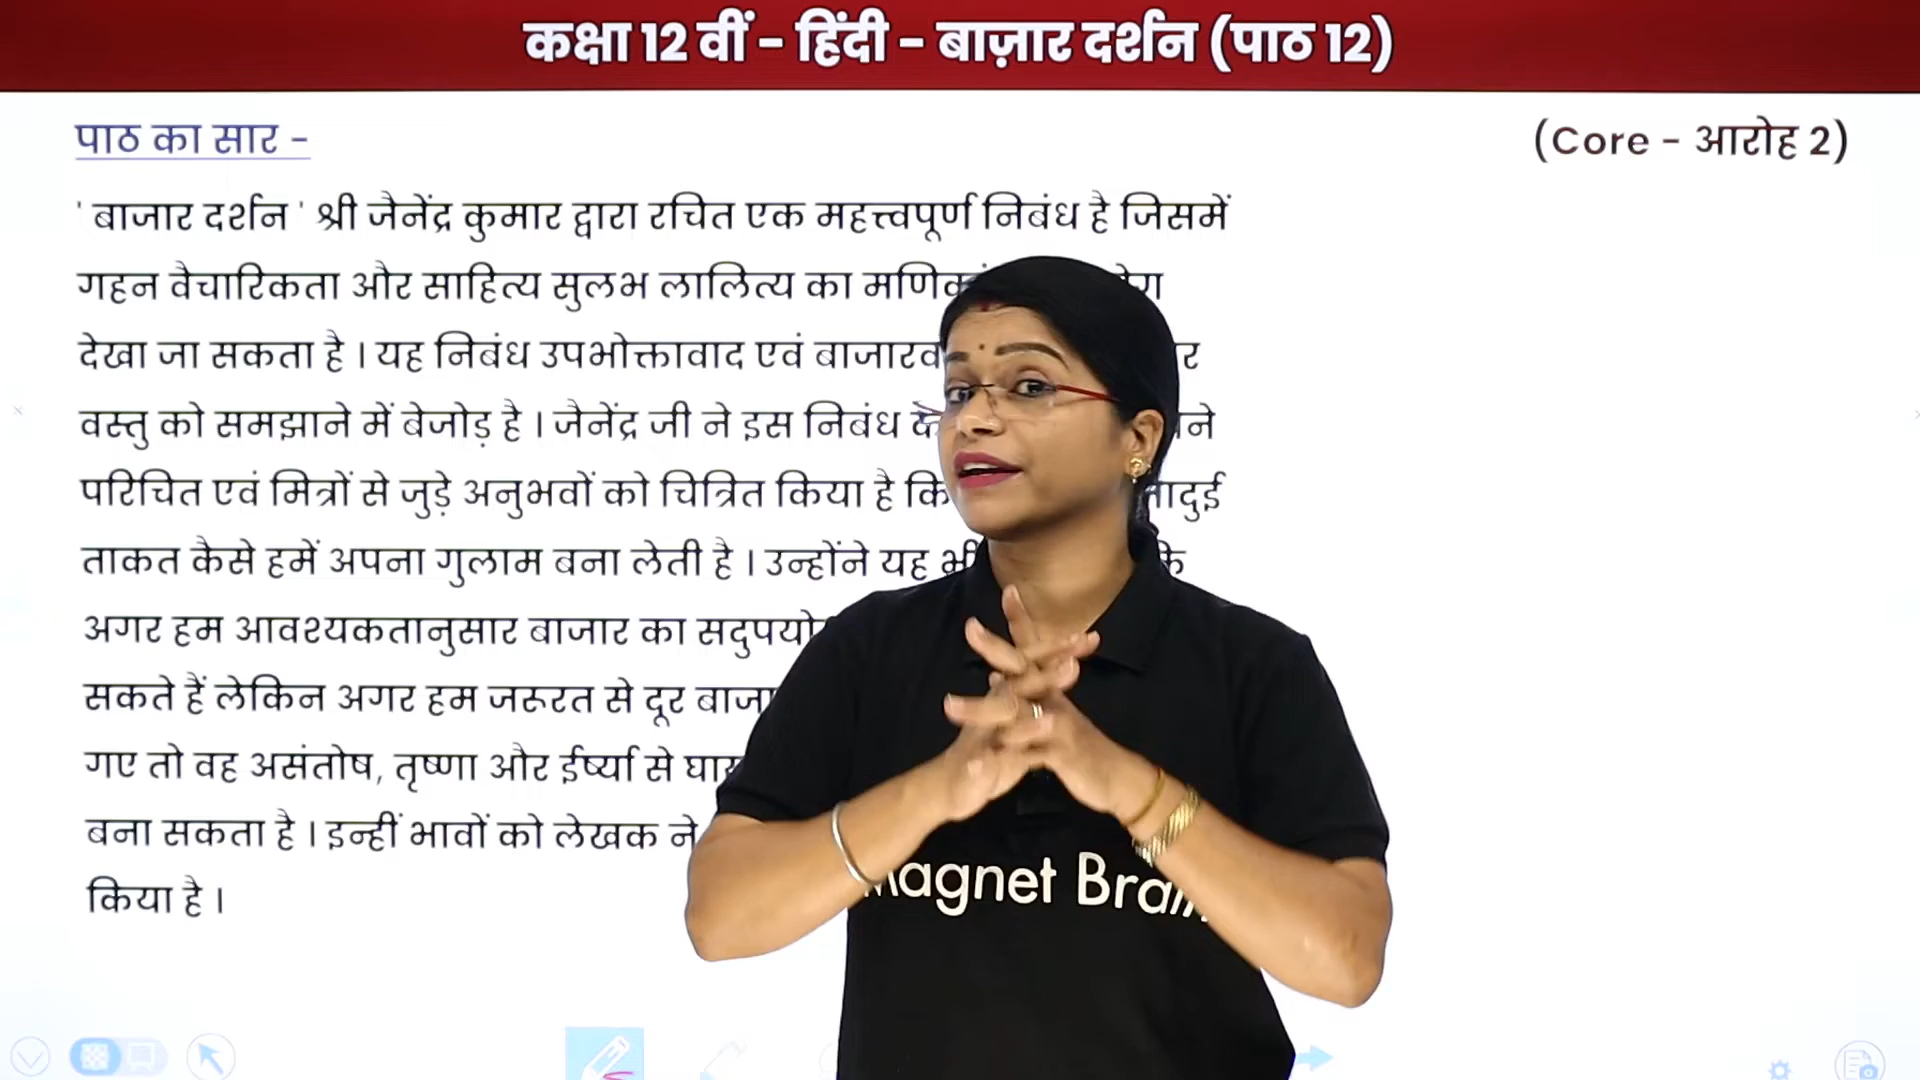 कक्षा 12 वीं - हिंदी - बाज़ार दर्शन (पाठ 12)
पाठ का सार -
(Core - आरोह 2)
' बाजार दर्शन ' श्री जैनेंद्र कुमार द्वारा रचित एक महत्त्वपूर्ण निबंध है जिसमें
गहन वैचारिकता और साहित्य सुलभ लालित्य का
देखा जा सकता है । यह निबंध उपभोक्तावाद एवं
वस्तु को समझाने में बेजोड़ है । जैनेंद्र जी ने इस निबंध
परिचित एवं मित्रों से जुड़े अनुभवों को चित्रित किया है कि
ताकत कैसे हमें अपना गुलाम बना लेती है । उन्होंने यह भी
अगर हम आवश्यकतानुसार बाजार का
सकते हैं लेकिन अगर हम जरूरत से दूर
गए तो वह असंतोष, तृष्णा और ईर्ष्या से
बना सकता है । इन्हीं भावों को लेखक ने
किया है ।
Magnet